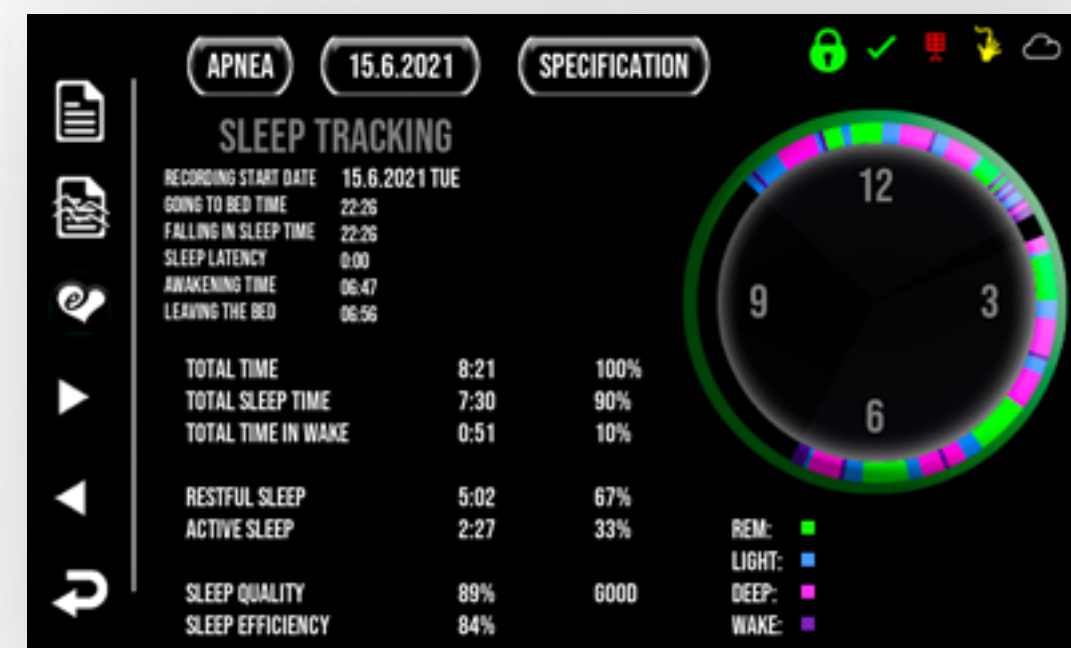 APNEA 15.6.2021 SPECIFICATION
SLEEP TRACKING
RECORDING START DATE 15.6.2021 TUE
GOING TO BED TIME 22:26
FALLING IN SLEEP TIME 22:26
SLEEP LATENCY 0:00
AWAKENING TIME 06:47
LEAVING THE BED 06:56
TOTAL TIME 8:21 100%
TOTAL SLEEP TIME 7:30 90%
TOTAL TIME IN WAKE 0:51 10%
RESTFUL SLEEP 5:02 67%
ACTIVE SLEEP 2:27 33%
SLEEP QUALITY 89% GOOD
SLEEP EFFICIENCY 84%
12
9 3
6
REM:
LIGHT:
DEEP:
WAKE:
e